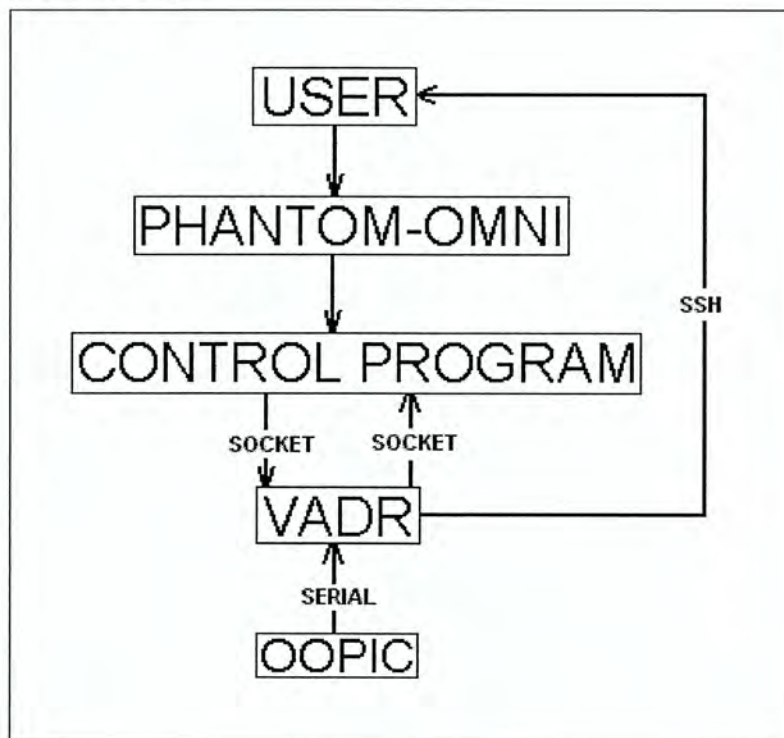 USER
PHANTOM-OMNI
SSH
CONTROL PROGRAM
SOCKET SOCKET
VADR
SERIAL
OOPIC